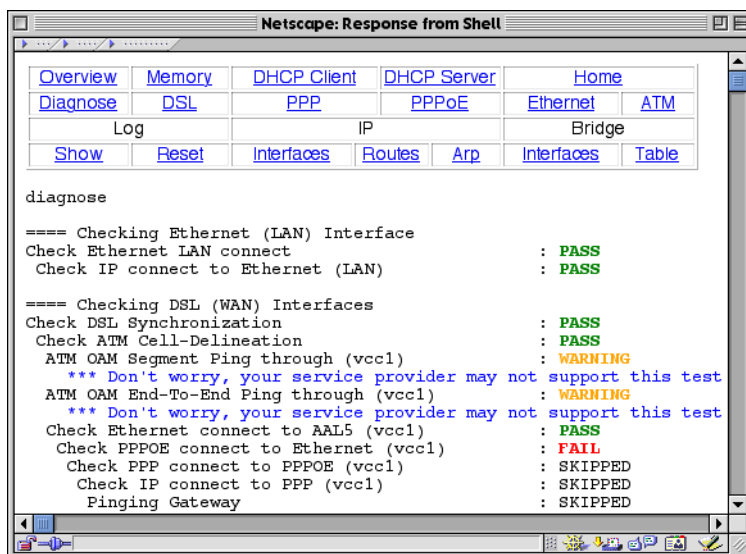 Netscape: Response from Shell
Overview Memory DHCP Client DHCP Server Home
Diagnose DSL PPP PPPoE Ethernet ATM
Log IP Bridge
Show Reset Interfaces Routes Arp Interfaces Table
diagnose
==== Checking Ethernet (LAN) Interface
Check Ethernet LAN connect : PASS
Check IP connect to Ethernet (LAN) : PASS
==== Checking DSL (WAN) Interfaces
Check DSL Synchronization : PASS
Check ATM Cell-Delineation : PASS
ATM OAM Segment Ping through (vcc1) : WARNING
*** Don't worry, your service provider may not support this test
ATM OAM End-To-End Ping through (vcc1) : WARNING
*** Don't worry, your service provider may not support this test
Check Ethernet connect to AAL5 (vcc1) : PASS
Check PPPOE connect to Ethernet (vcc1) : FAIL
Check PPP connect to PPPOE (vcc1) : SKIPPED
Check IP connect to PPP (vcc1) : SKIPPED
Pinging Gateway : SKIPPED